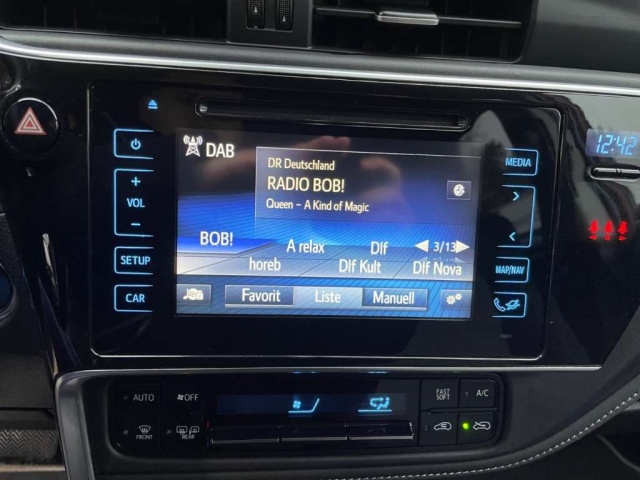 DAB
DR Deutschland
RADIO BOB!
Queen – A Kind of Magic
BOB! A relax Dlf 3/13
horeb Dlf Kult Dlf Nova
Favorit Liste Manuell
+
VOL
−
SETUP
CAR
MEDIA
MAP/NAV
12:42
AUTO OFF
FRONT REAR
FAST SOFT A/C